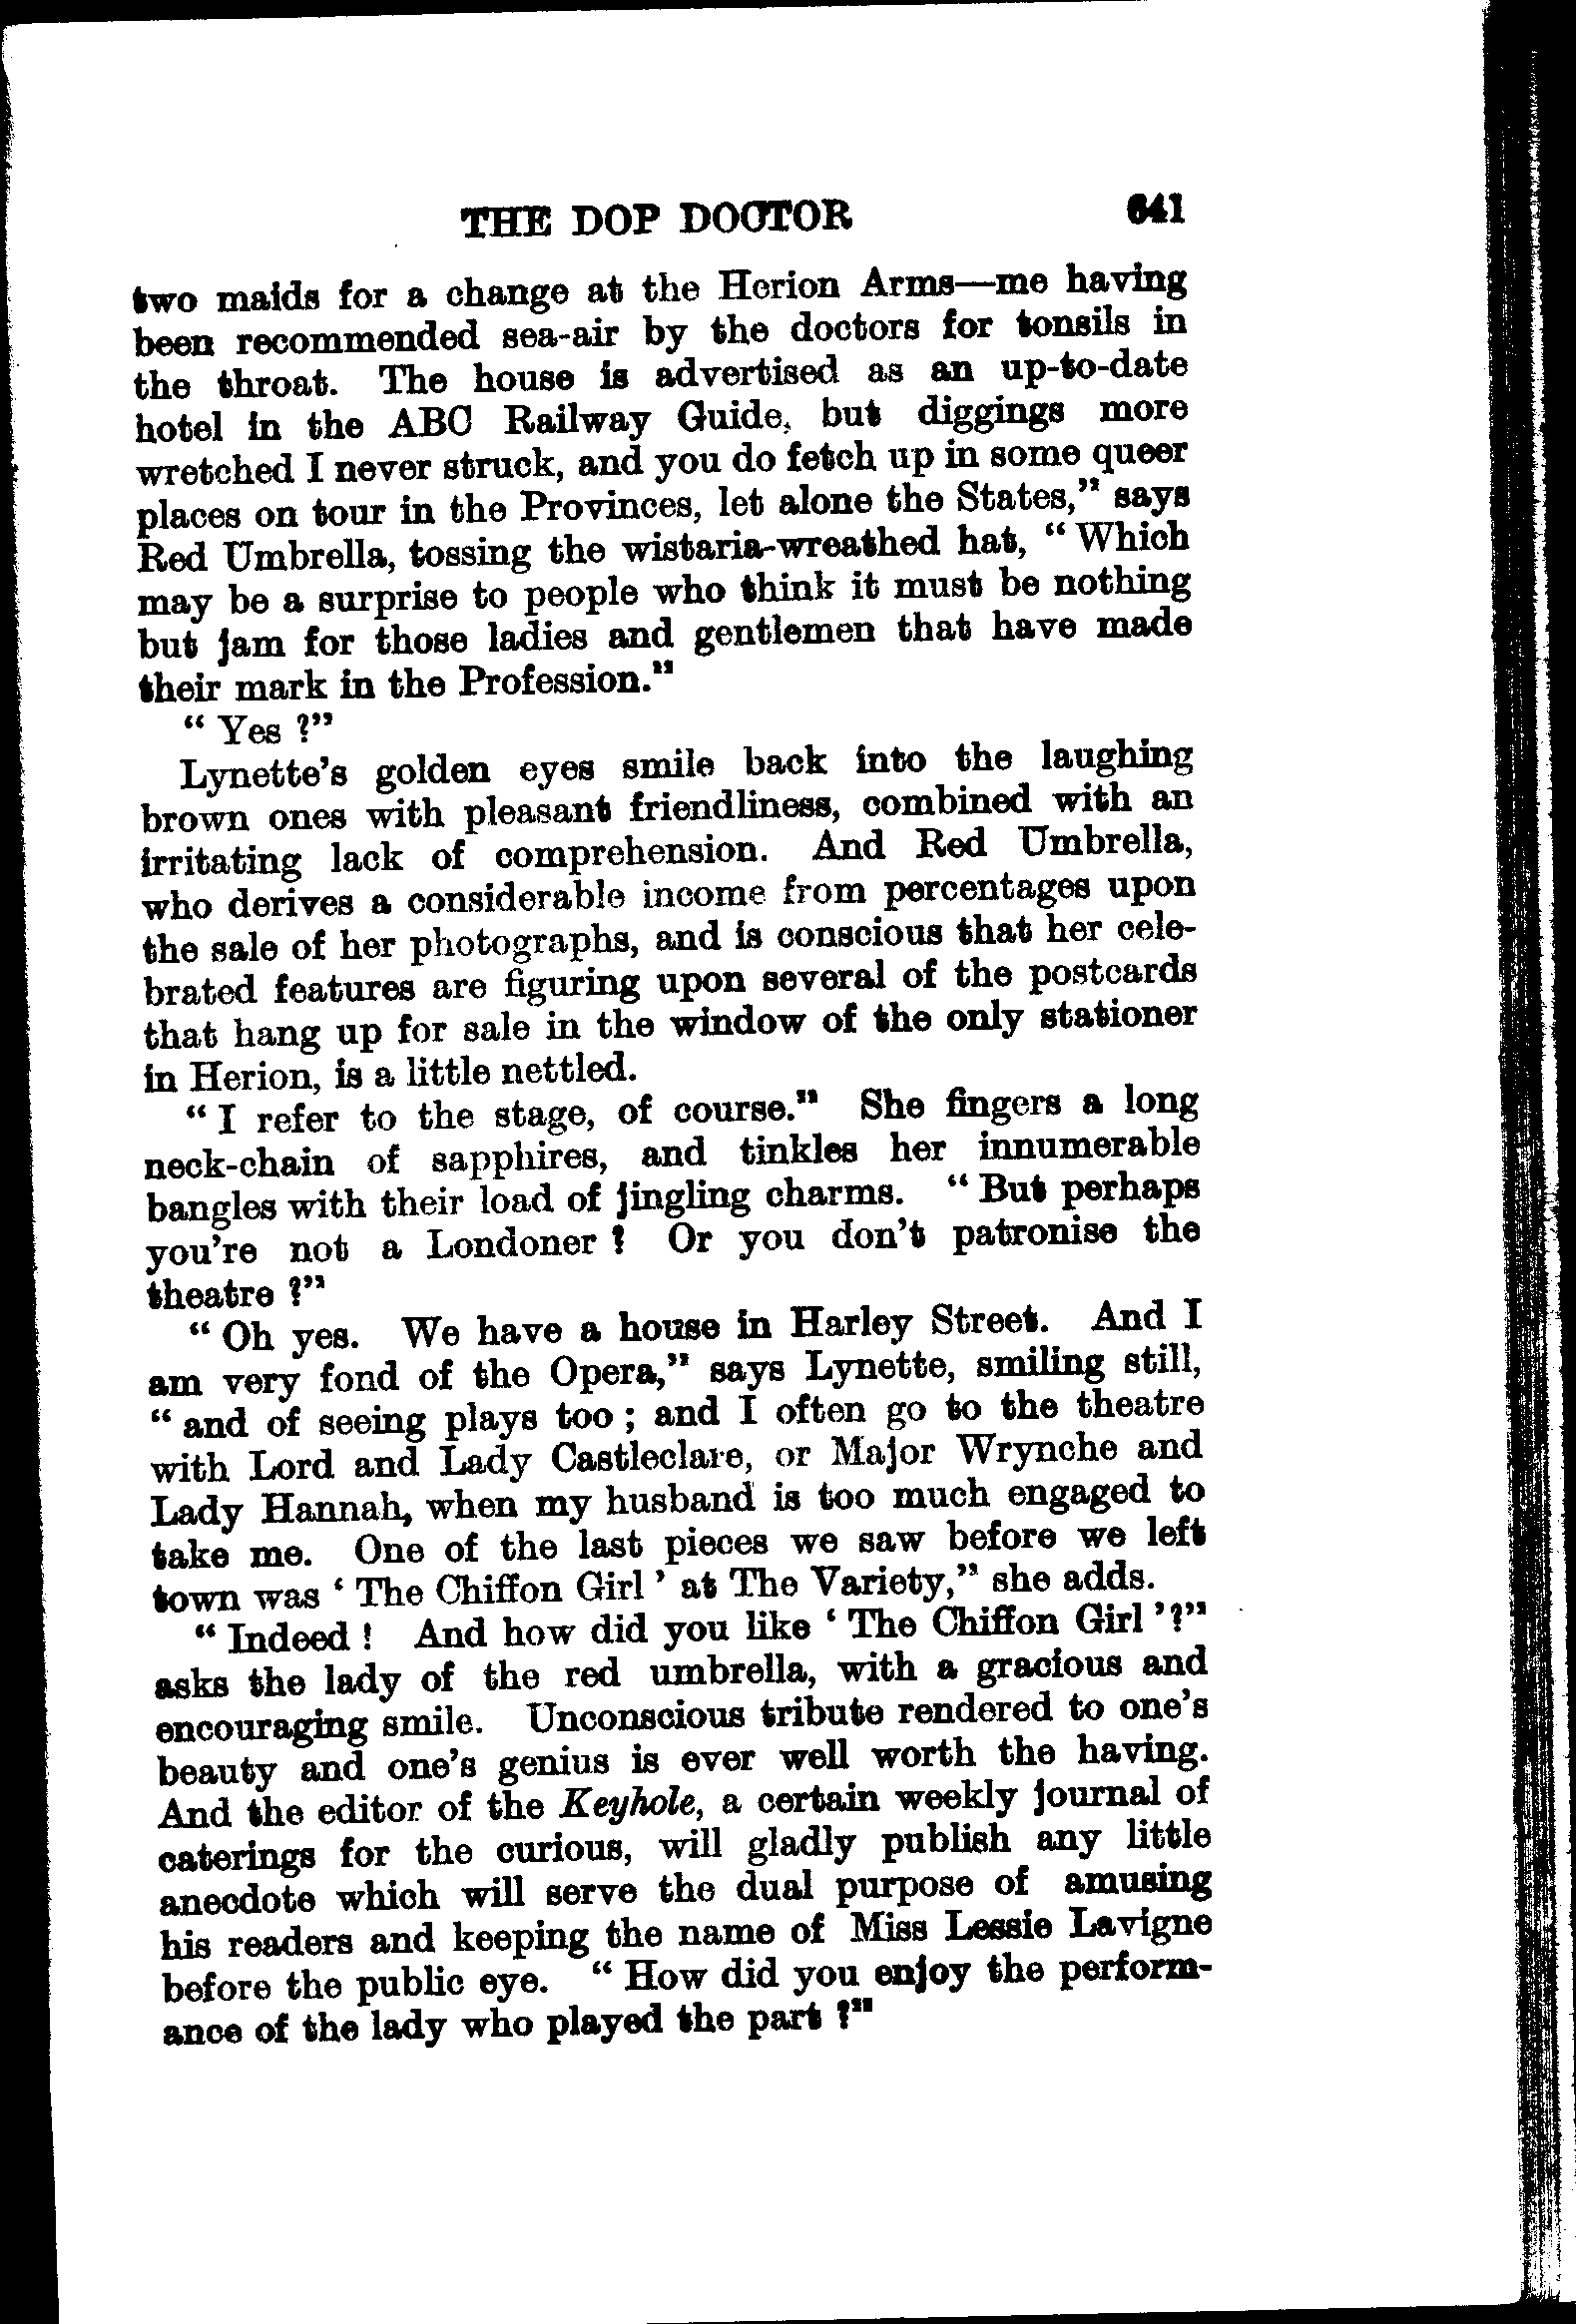 THE DOP DOCTOR 641
two maids for a change at the Herion Arms—me having
been recommended sea-air by the doctors for tonsils in
the throat. The house is advertised as an up-to-date
hotel in the ABC Railway Guide, but diggings more
wretched I never struck, and you do fetch up in some queer
places on tour in the Provinces, let alone the States,” says
Red Umbrella, tossing the wistaria-wreathed hat, “Which
may be a surprise to people who think it must be nothing
but jam for those ladies and gentlemen that have made
their mark in the Profession.”
“Yes?”
Lynette’s golden eyes smile back into the laughing
brown ones with pleasant friendliness, combined with an
irritating lack of comprehension. And Red Umbrella,
who derives a considerable income from percentages upon
the sale of her photographs, and is conscious that her cele-
brated features are figuring upon several of the postcards
that hang up for sale in the window of the only stationer
in Herion, is a little nettled.
“I refer to the stage, of course.” She fingers a long
neck-chain of sapphires, and tinkles her innumerable
bangles with their load of jingling charms. “But perhaps
you’re not a Londoner? Or you don’t patronise the
theatre?”
“Oh yes. We have a house in Harley Street. And I
am very fond of the Opera,” says Lynette, smiling still,
“and of seeing plays too; and I often go to the theatre
with Lord and Lady Castleclare, or Major Wrynche and
Lady Hannah, when my husband is too much engaged to
take me. One of the last pieces we saw before we left
town was ‘The Chiffon Girl’ at The Variety,” she adds.
“Indeed! And how did you like ‘The Chiffon Girl’?”
asks the lady of the red umbrella, with a gracious and
encouraging smile. Unconscious tribute rendered to one’s
beauty and one’s genius is ever well worth the having.
And the editor of the Keyhole, a certain weekly journal of
caterings for the curious, will gladly publish any little
anecdote which will serve the dual purpose of amusing
his readers and keeping the name of Miss Lessie Lavigne
before the public eye. “How did you enjoy the perform-
ance of the lady who played the part?”